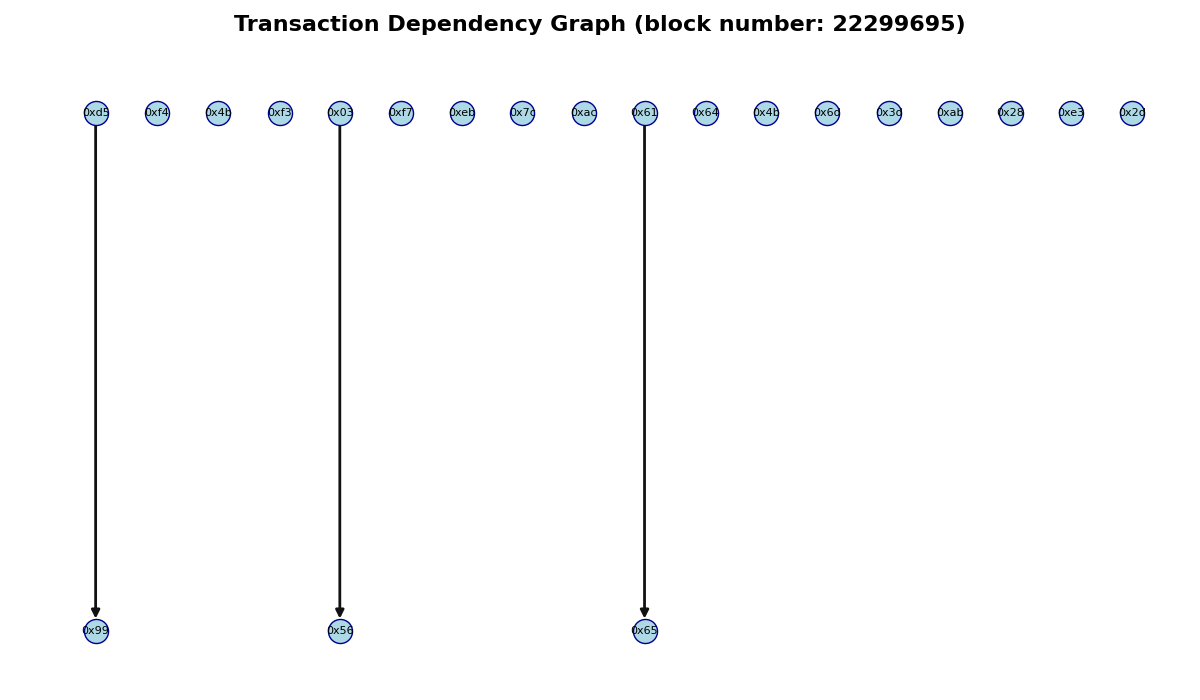 Transaction Dependency Graph (block number: 22299695)
0xd5 0xf4 0x4b 0xf3 0x03 0xf7 0xeb 0x7c 0xac 0x61 0x64 0x4b 0x6d 0x3d 0xab 0x28 0xe3 0x2d
0x99 0x56 0x65